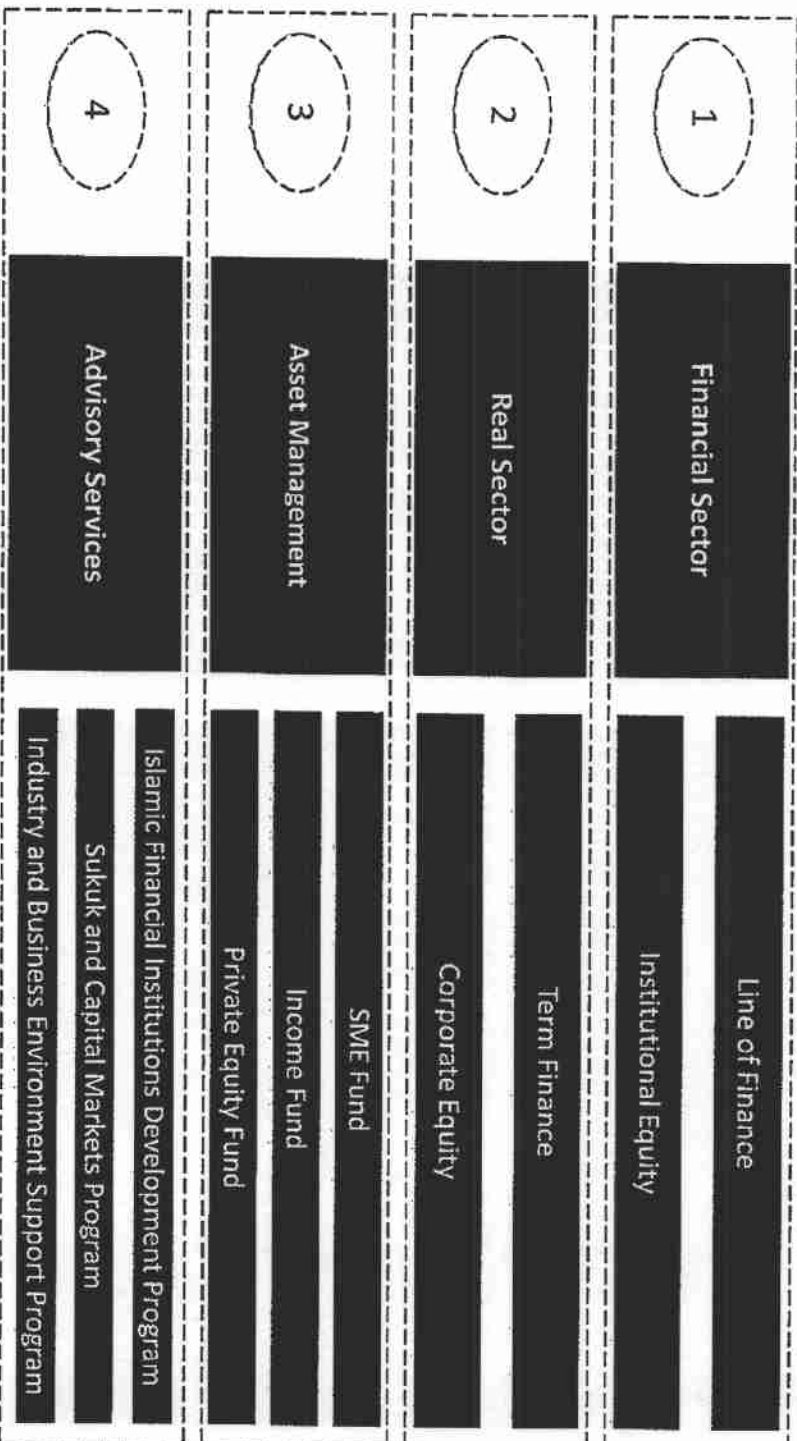 1
Financial Sector
Line of Finance
Institutional Equity
2
Real Sector
Term Finance
Corporate Equity
3
Asset Management
SME Fund
Income Fund
Private Equity Fund
4
Advisory Services
Islamic Financial Institutions Development Program
Sukuk and Capital Markets Program
Industry and Business Environment Support Program